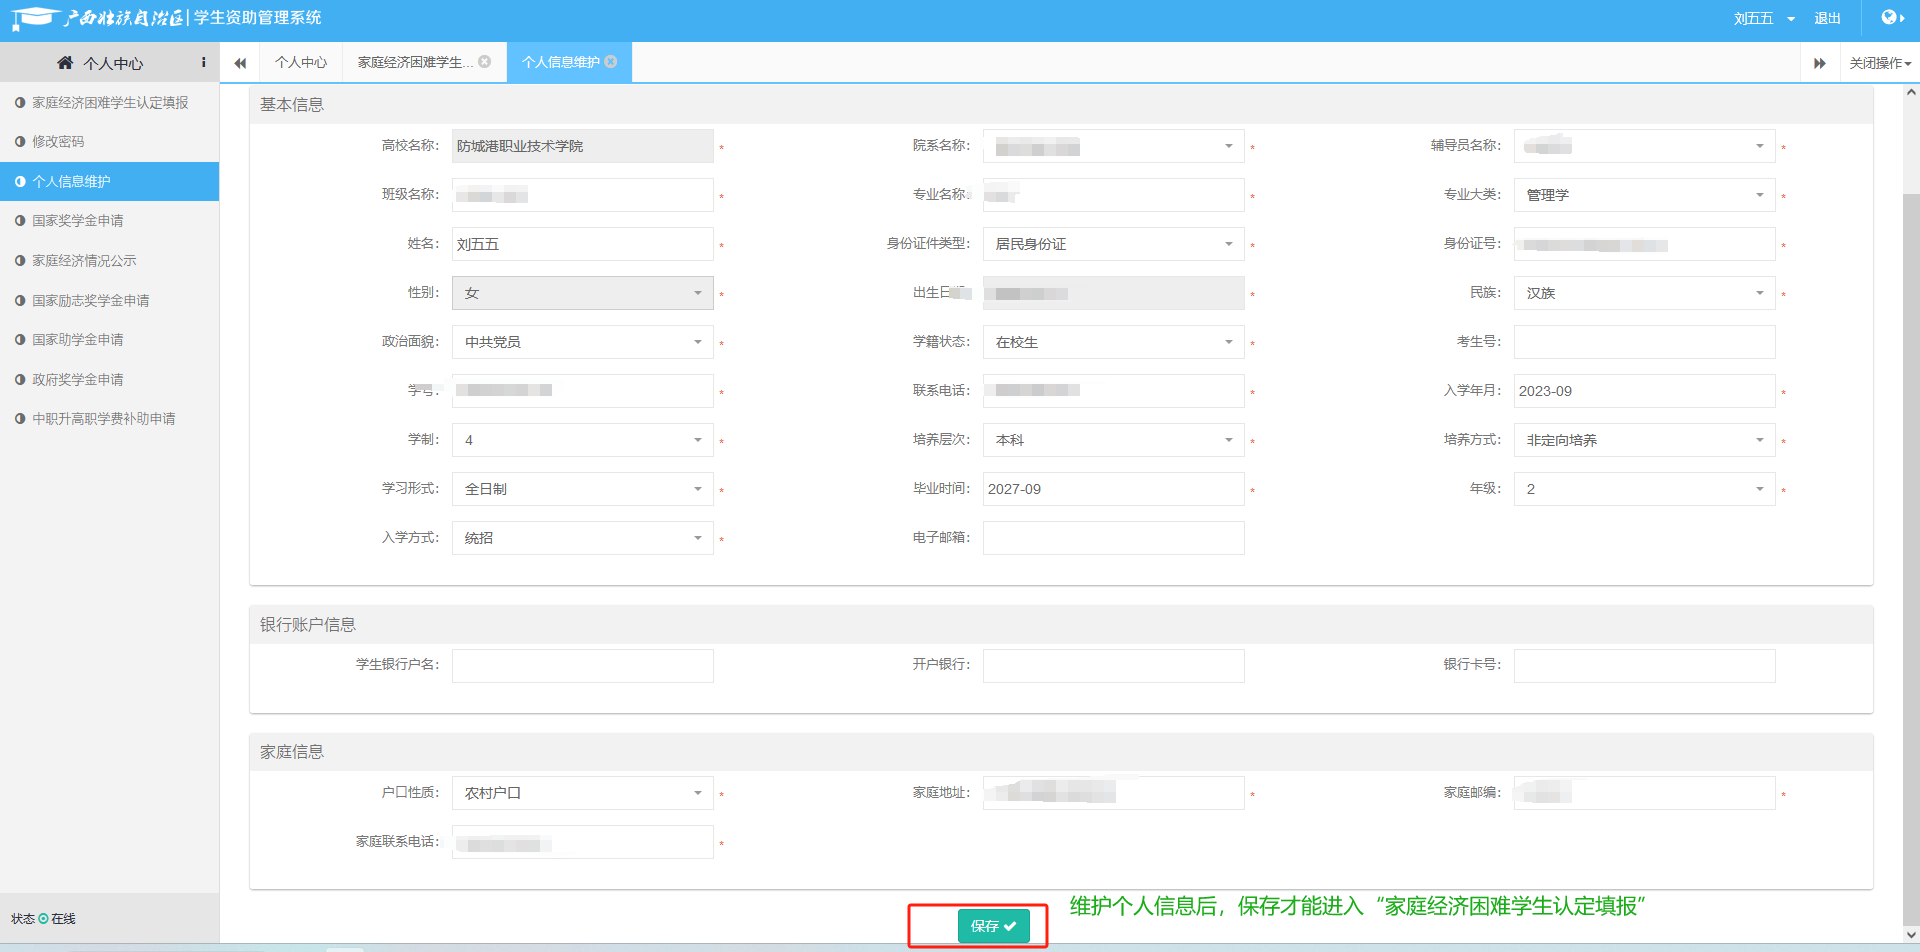 广西壮族自治区|学生资助管理系统
刘五五 退出
个人中心
个人中心 家庭经济困难学生... 个人信息维护 关闭操作
家庭经济困难学生认定填报
修改密码
个人信息维护
国家奖学金申请
家庭经济情况公示
国家励志奖学金申请
国家助学金申请
政府奖学金申请
中职升高职学费补助申请
状态 在线
基本信息
高校名称： 防城港职业技术学院 * 院系名称： * 辅导员名称： *
班级名称： * 专业名称： * 专业大类： 管理学 *
姓名： 刘五五 * 身份证件类型： 居民身份证 * 身份证号： *
性别： 女 * 出生日 * 民族： 汉族 *
政治面貌： 中共党员 * 学籍状态： 在校生 * 考生号：
学号： * 联系电话： * 入学年月： 2023-09 *
学制： 4 * 培养层次： 本科 * 培养方式： 非定向培养 *
学习形式： 全日制 * 毕业时间： 2027-09 * 年级： 2 *
入学方式： 统招 * 电子邮箱：
银行账户信息
学生银行户名： 开户银行： 银行卡号：
家庭信息
户口性质： 农村户口 * 家庭地址： * 家庭邮编： *
家庭联系电话： *
保存
维护个人信息后，保存才能进入“家庭经济困难学生认定填报”